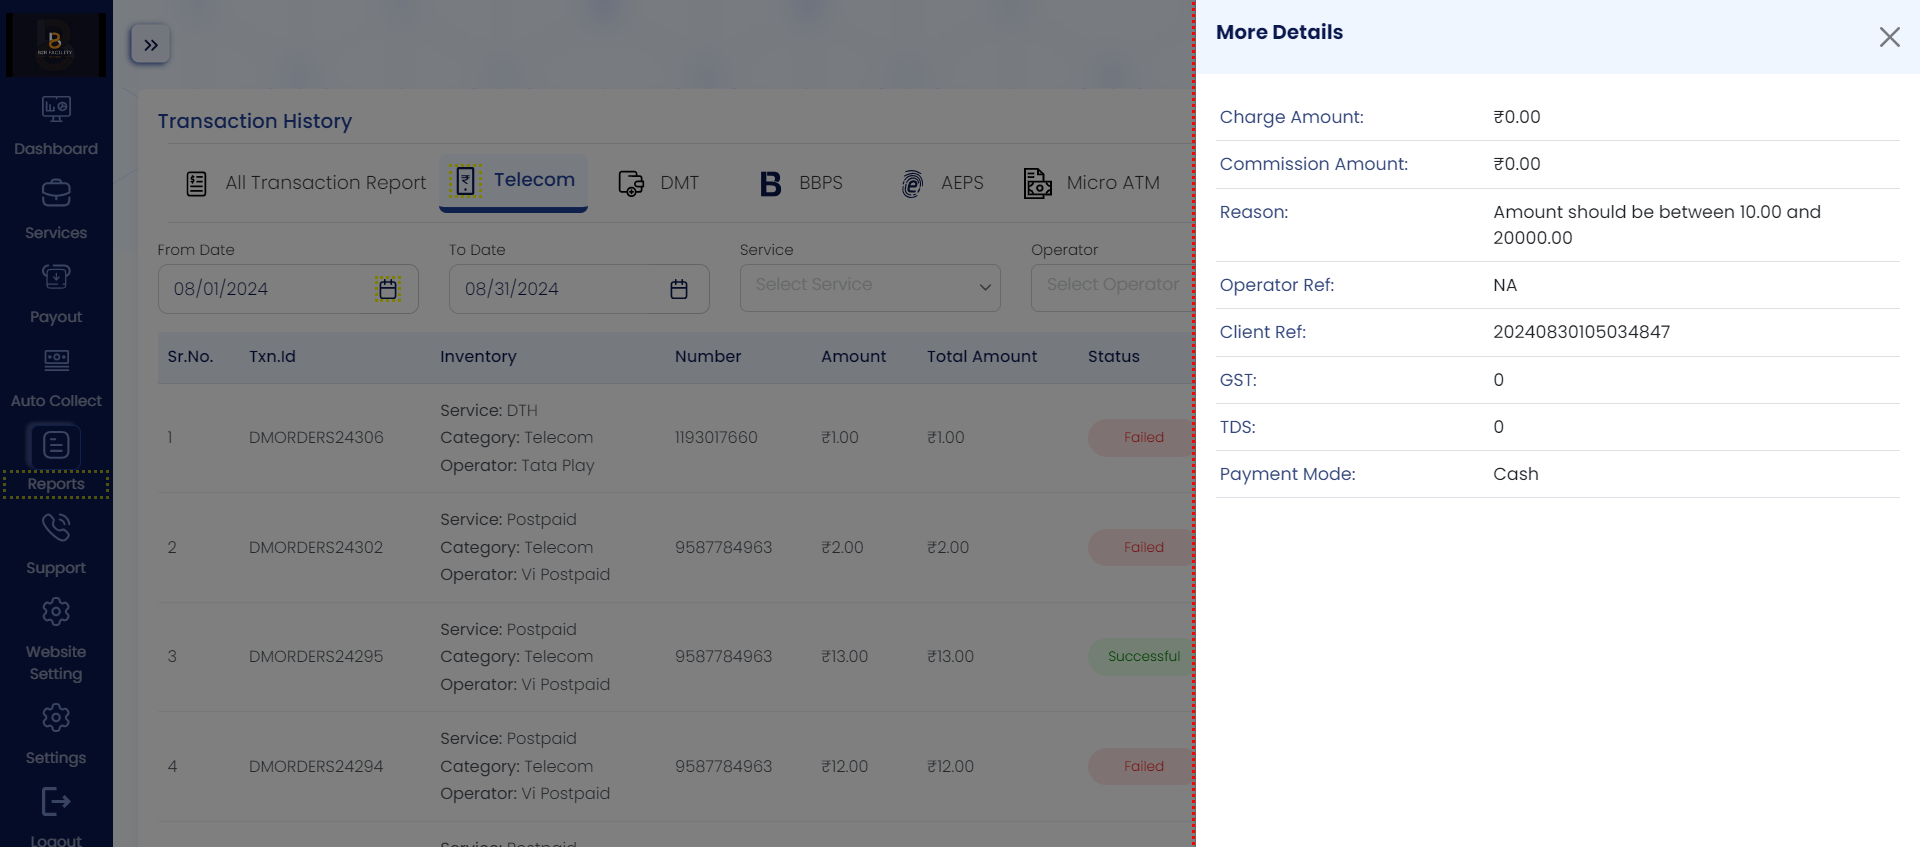 B2B FACILITY
Dashboard
Services
Payout
Auto Collect
Reports
Support
Website
Setting
Settings
Logout
Transaction History
All Transaction Report
Telecom
DMT
BBPS
AEPS
Micro ATM
From Date
To Date
Service
Operator
08/01/2024
08/31/2024
Select Service
Select Operator
Sr.No. Txn.Id Inventory Number Amount Total Amount Status
Service: DTH
1 DMORDERS24306 Category: Telecom 1193017660 ₹1.00 ₹1.00 Failed
Operator: Tata Play
Service: Postpaid
2 DMORDERS24302 Category: Telecom 9587784963 ₹2.00 ₹2.00 Failed
Operator: Vi Postpaid
Service: Postpaid
3 DMORDERS24295 Category: Telecom 9587784963 ₹13.00 ₹13.00 Successful
Operator: Vi Postpaid
Service: Postpaid
4 DMORDERS24294 Category: Telecom 9587784963 ₹12.00 ₹12.00 Failed
Operator: Vi Postpaid
Service: Postpaid
More Details
Charge Amount: ₹0.00
Commission Amount: ₹0.00
Reason: Amount should be between 10.00 and
20000.00
Operator Ref: NA
Client Ref: 20240830105034847
GST: 0
TDS: 0
Payment Mode: Cash